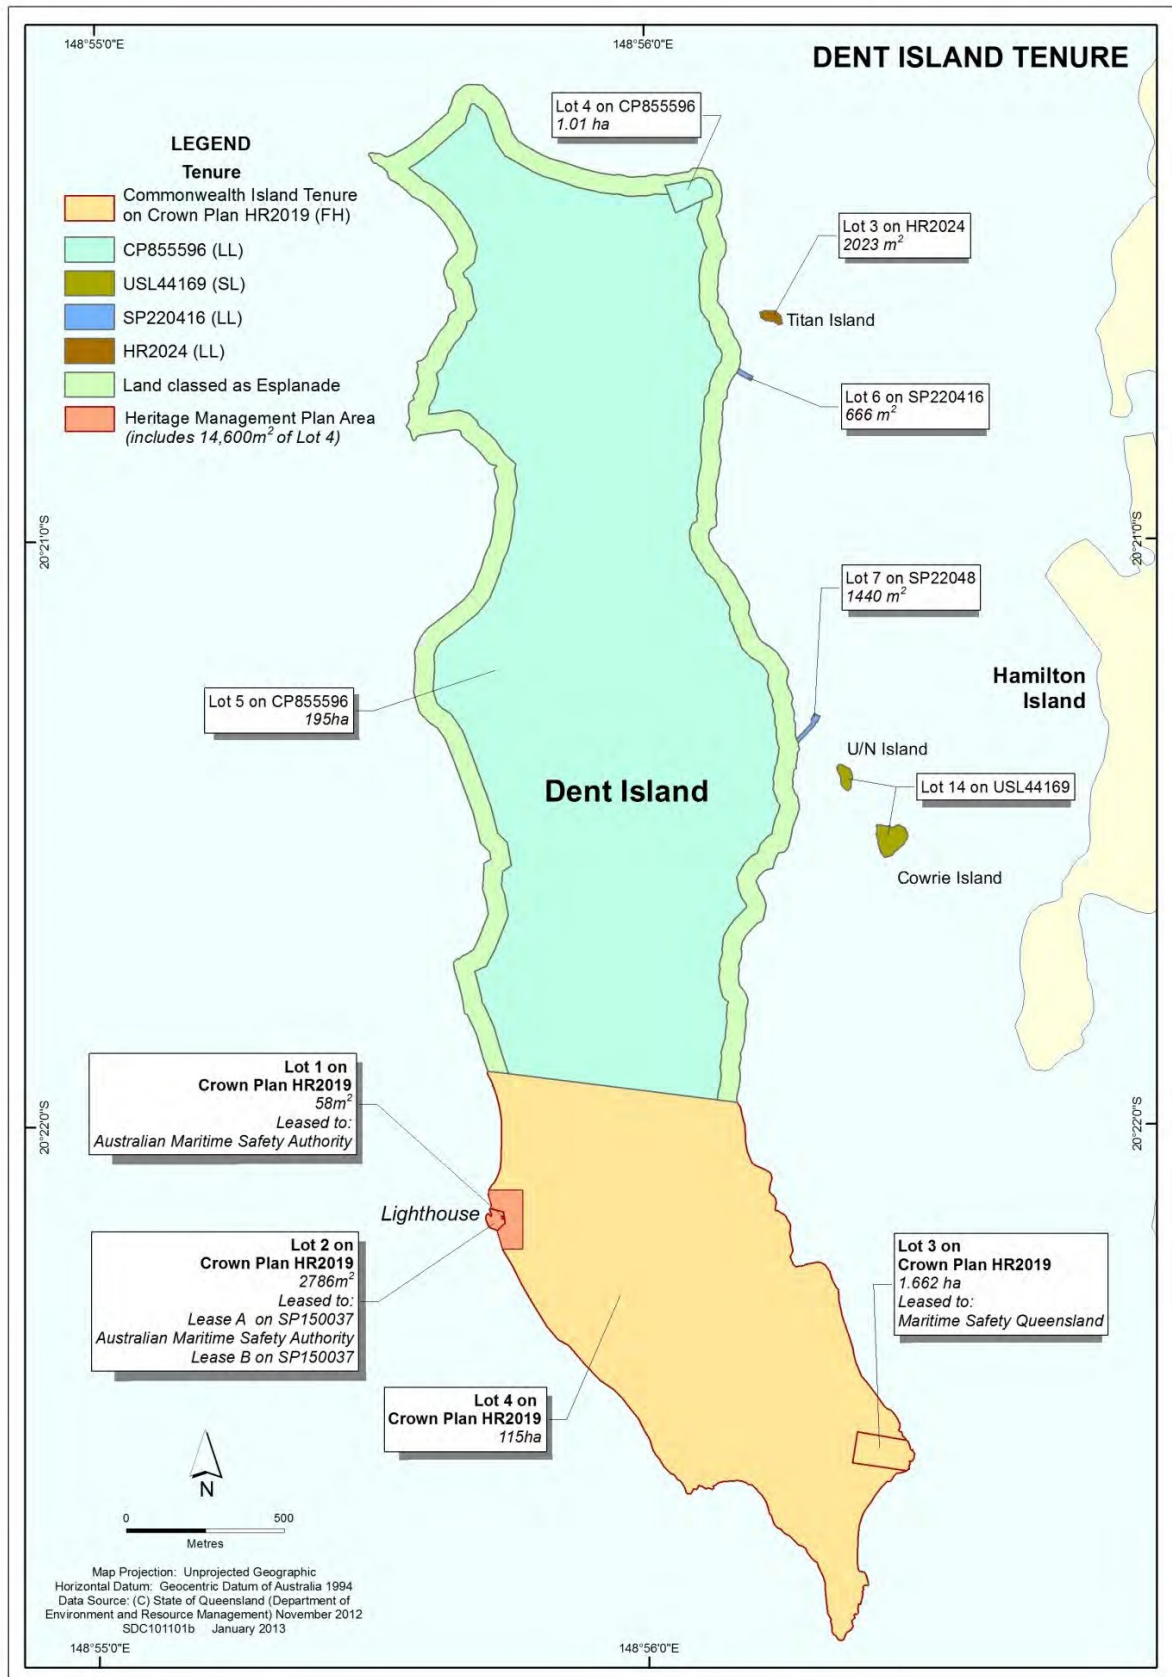 148°55'0"E
148°56'0"E
DENT ISLAND TENURE
LEGEND
Tenure
Commonwealth Island Tenure
on Crown Plan HR2019 (FH)
CP855596 (LL)
USL44169 (SL)
SP220416 (LL)
HR2024 (LL)
Land classed as Esplanade
Heritage Management Plan Area
(includes 14,600m² of Lot 4)
Lot 4 on CP855596
1.01 ha
Lot 3 on HR2024
2023 m²
Titan Island
Lot 6 on SP220416
666 m²
20°21'0"S
20°21'0"S
Lot 7 on SP22048
1440 m²
Hamilton
Island
Lot 5 on CP855596
195ha
U/N Island
Lot 14 on USL44169
Dent Island
Cowrie Island
Lot 1 on
Crown Plan HR2019
58m²
Leased to:
Australian Maritime Safety Authority
20°22'0"S
20°22'0"S
Lighthouse
Lot 2 on
Crown Plan HR2019
2786m²
Leased to:
Lease A on SP150037
Australian Maritime Safety Authority
Lease B on SP150037
Lot 3 on
Crown Plan HR2019
1.662 ha
Leased to:
Maritime Safety Queensland
Lot 4 on
Crown Plan HR2019
115ha
N
0 500
Metres
Map Projection: Unprojected Geographic
Horizontal Datum: Geocentric Datum of Australia 1994
Data Source: (C) State of Queensland (Department of
Environment and Resource Management) November 2012
SDC101101b January 2013
148°55'0"E
148°56'0"E